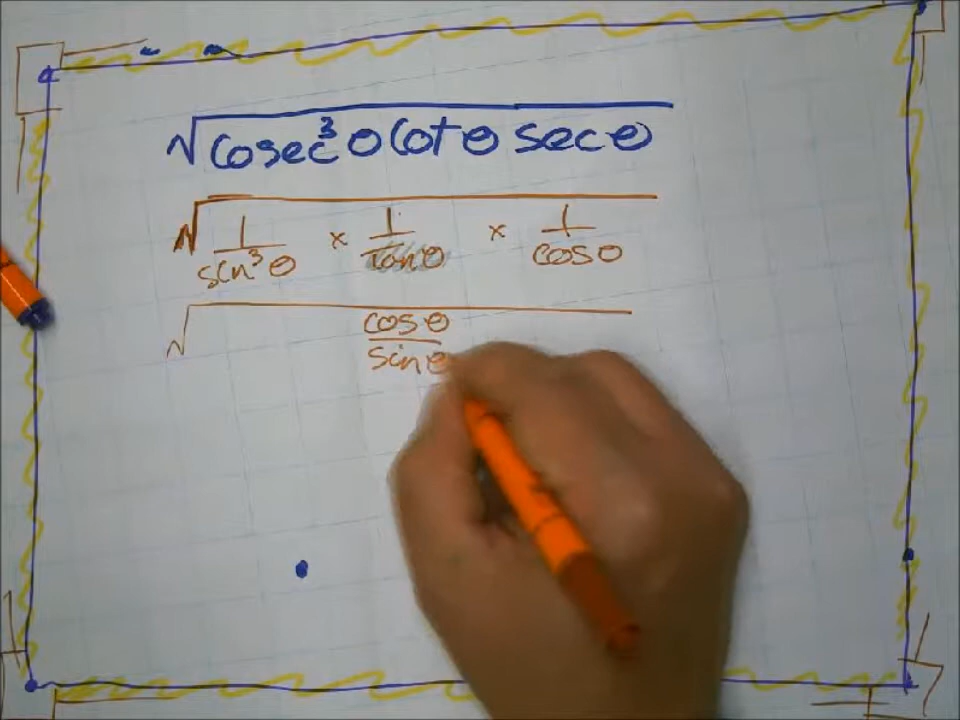 √cosec³θ cotθ secθ
√1/sin³θ × 1/tanθ × 1/cosθ
√cosθ/sinθ